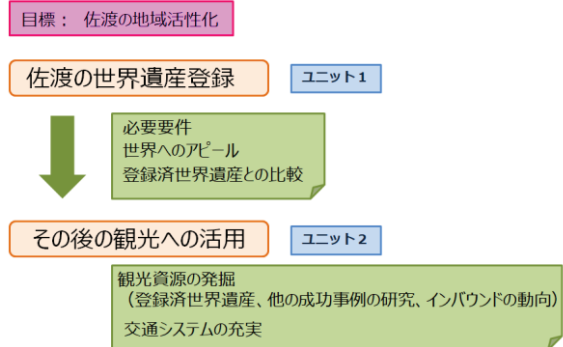 目標： 佐渡の地域活性化
佐渡の世界遺産登録
ユニット1
必要要件
世界へのアピール
登録済世界遺産との比較
その後の観光への活用
ユニット2
観光資源の発掘
（登録済世界遺産、他の成功事例の研究、インバウンドの動向）
交通システムの充実